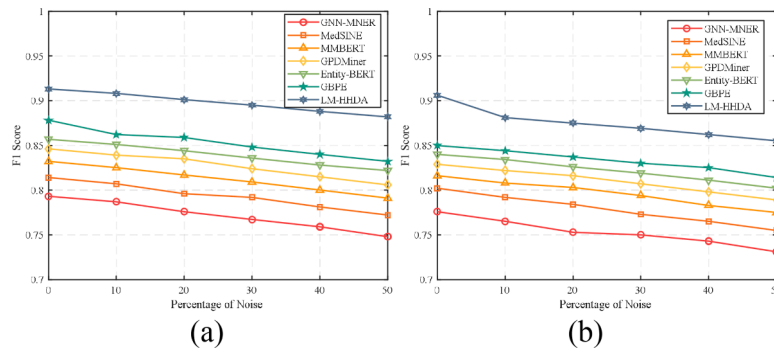 1
0.95
0.9
0.85
0.8
0.75
0.7
F1 Score
0 10 20 30 40 50
Percentage of Noise
GNN-MNER
MedSINE
MMBERT
GPDMiner
Entity-BERT
GBPE
LM-HHDA
(a)
1
0.95
0.9
0.85
0.8
0.75
0.7
F1 Score
0 10 20 30 40
Percentage of Noise
GNN-MNER
MedSINE
MMBERT
GPDMiner
Entity-BERT
GBPE
LM-HHDA
(b)